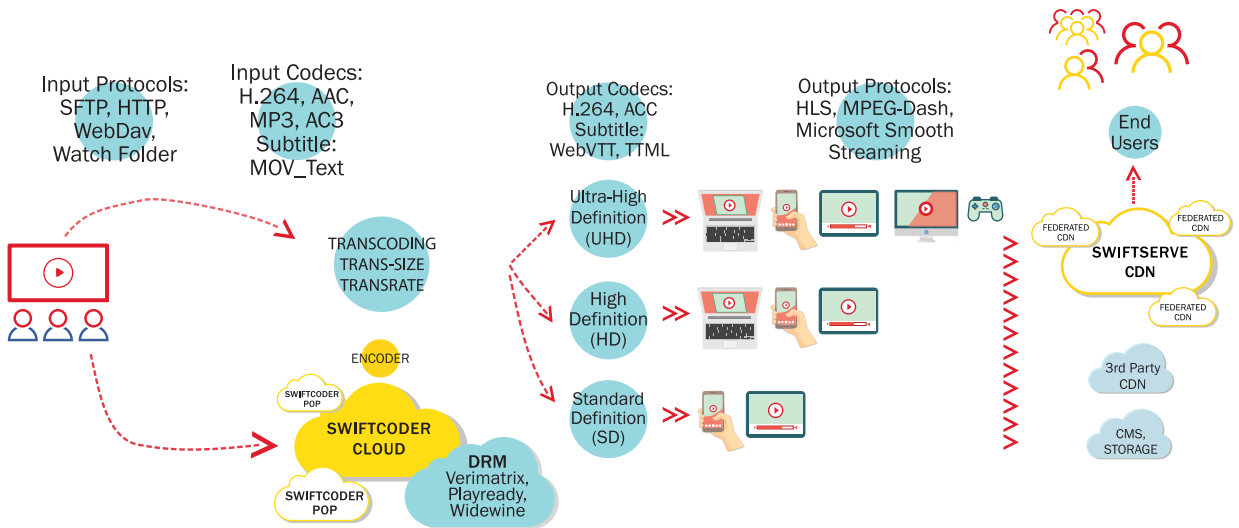 Input Protocols:
SFTP, HTTP,
WebDav,
Watch Folder
Input Codecs:
H.264, AAC,
MP3, AC3
Subtitle:
MOV_Text
Output Codecs:
H.264, ACC
Subtitle:
WebVTT, TTML
Output Protocols:
HLS, MPEG-Dash,
Microsoft Smooth
Streaming
End
Users
TRANSCODING
TRANS-SIZE
TRANSRATE
Ultra-High
Definition
(UHD)
High
Definition
(HD)
Standard
Definition
(SD)
ENCODER
SWIFTCODER
POP
SWIFTCODER
CLOUD
SWIFTCODER
POP
DRM
Verimatrix,
Playready,
Widewine
FEDERATED
CDN
FEDERATED
CDN
SWIFTSERVE
CDN
FEDERATED
CDN
3rd Party
CDN
CMS,
STORAGE